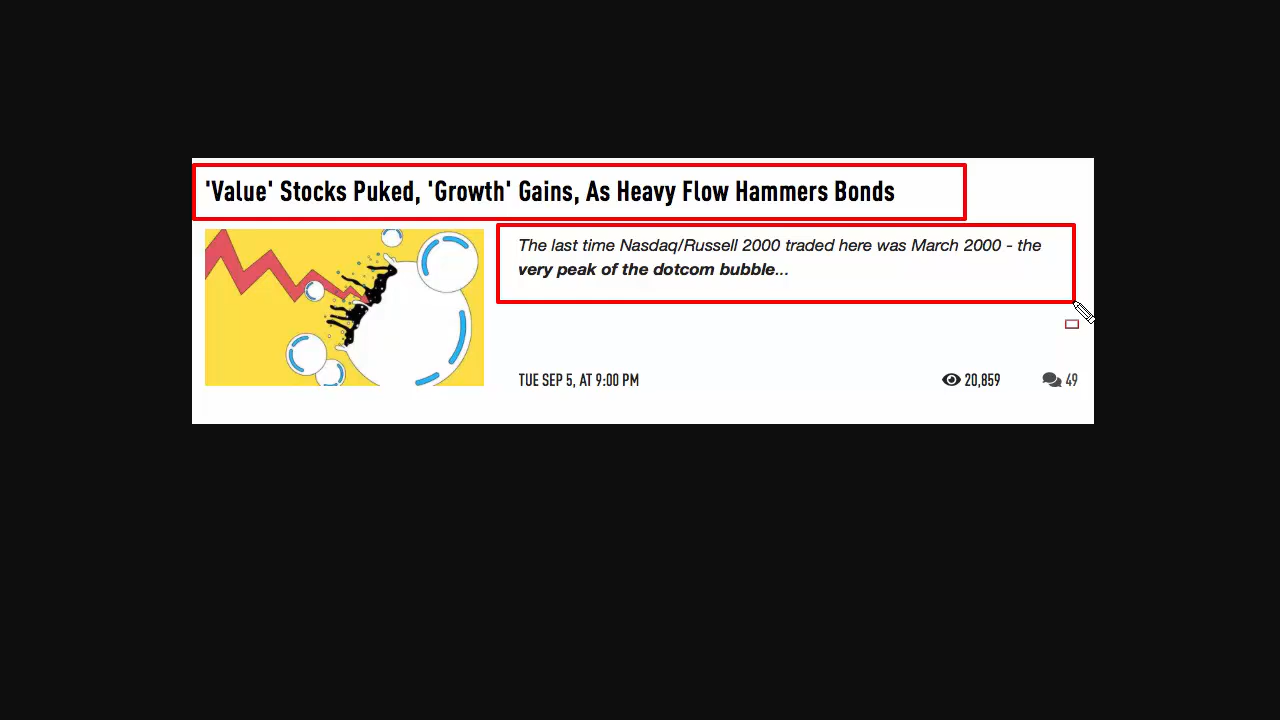 'Value' Stocks Puked, 'Growth' Gains, As Heavy Flow Hammers Bonds
The last time Nasdaq/Russell 2000 traded here was March 2000 - the
very peak of the dotcom bubble...
TUE SEP 5, AT 9:00 PM
20,859
49